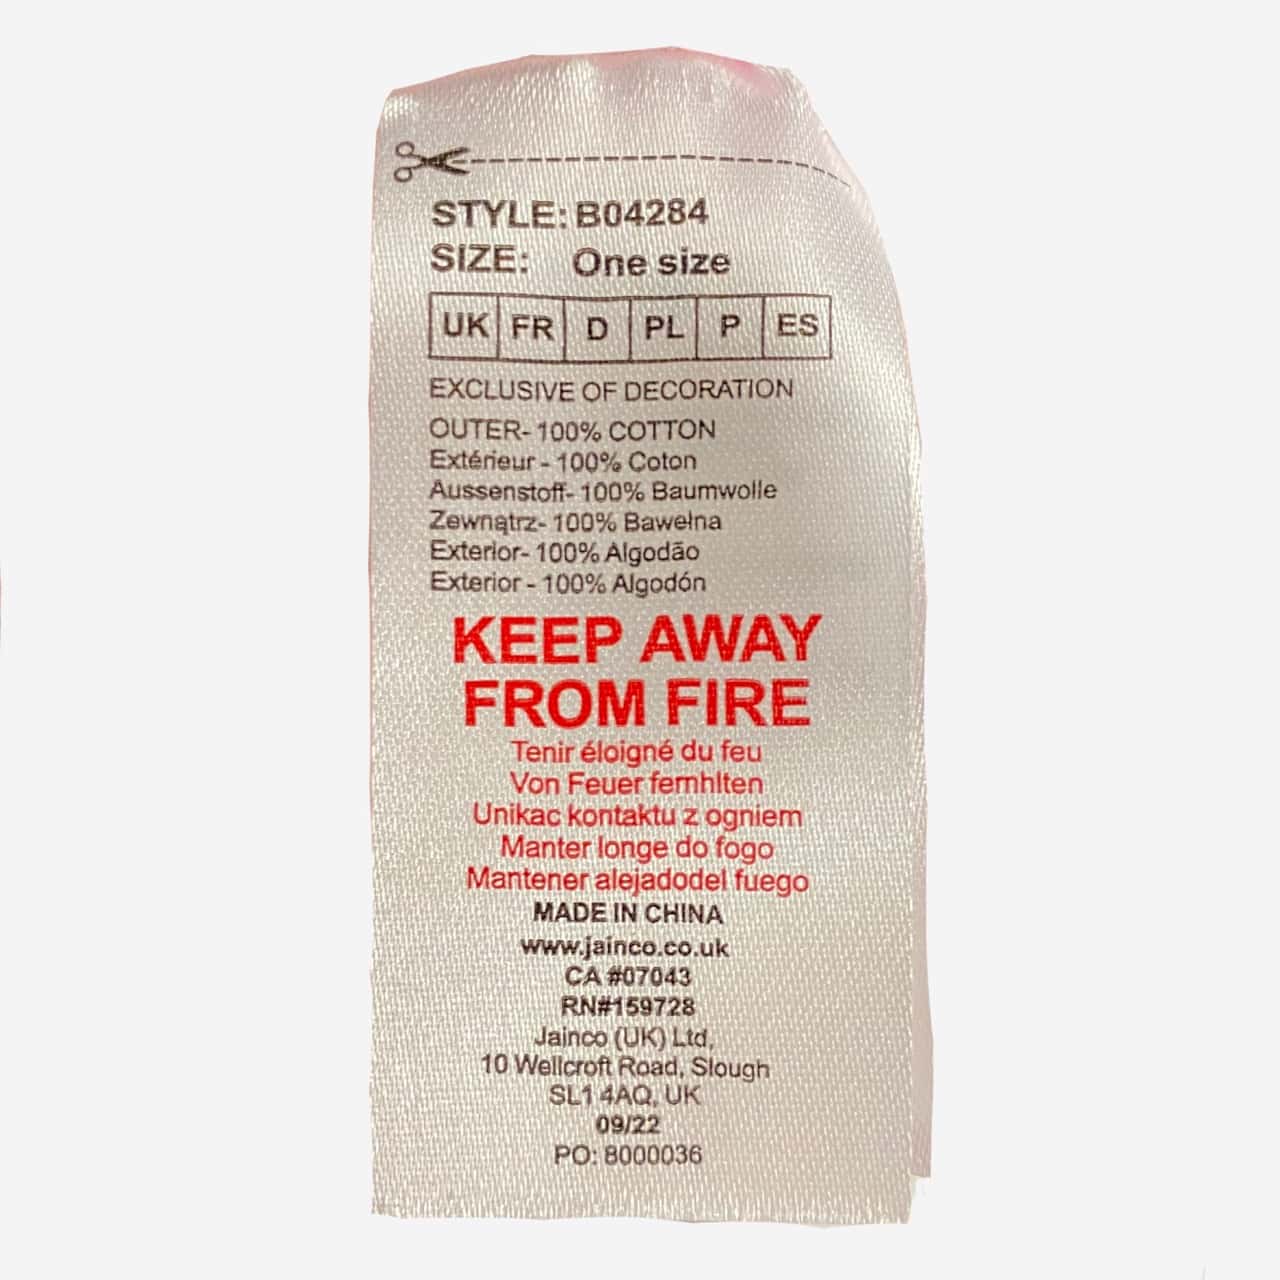 STYLE: B04284
SIZE: One size
UK FR D PL P ES
EXCLUSIVE OF DECORATION
OUTER- 100% COTTON
Extérieur - 100% Coton
Aussenstoff- 100% Baumwolle
Zewnątrz- 100% Bawełna
Exterior- 100% Algodão
Exterior - 100% Algodón
KEEP AWAY
FROM FIRE
Tenir éloigné du feu
Von Feuer fernhlten
Unikac kontaktu z ogniem
Manter longe do fogo
Mantener alejadodel fuego
MADE IN CHINA
www.jainco.co.uk
CA #07043
RN#159728
Jainco (UK) Ltd,
10 Wellcroft Road, Slough
SL1 4AQ, UK
09/22
PO: 8000036